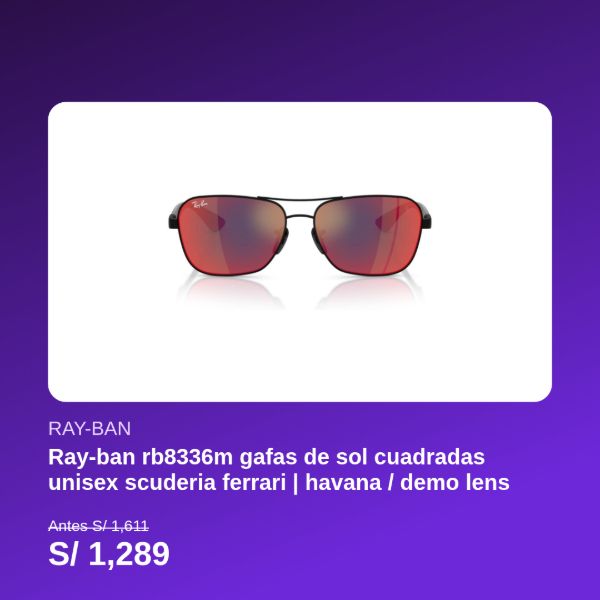 Ray-Ban
RAY-BAN
Ray-ban rb8336m gafas de sol cuadradas
unisex scuderia ferrari | havana / demo lens
Antes S/ 1,611
S/ 1,289